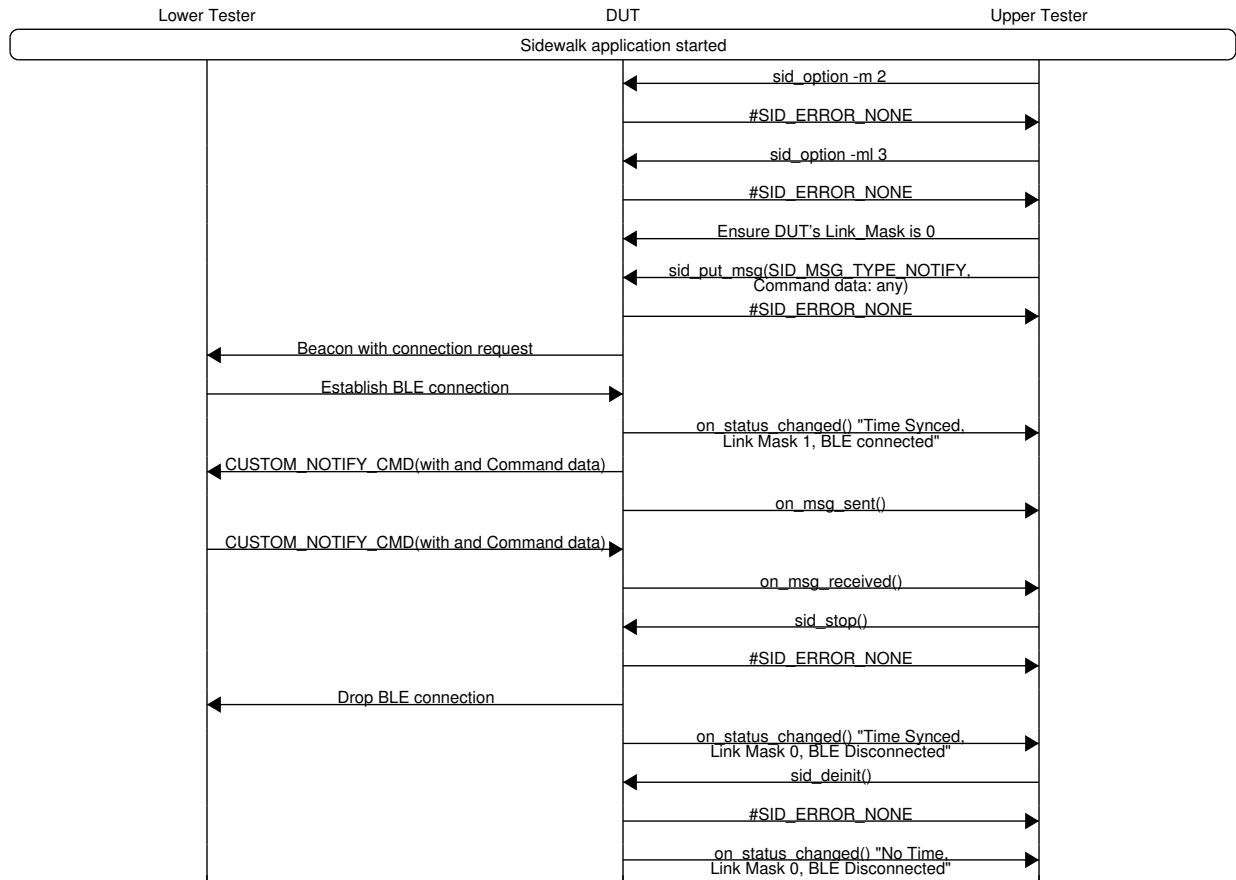 Lower Tester DUT Upper Tester
Sidewalk application started
sid_option -m 2
#SID_ERROR_NONE
sid_option -ml 3
#SID_ERROR_NONE
Ensure DUT's Link_Mask is 0
sid_put_msg(SID_MSG_TYPE_NOTIFY,
Command data: any)
#SID_ERROR_NONE
Beacon with connection request
Establish BLE connection
on_status_changed() "Time Synced,
Link Mask 1, BLE connected"
CUSTOM_NOTIFY_CMD(with and Command data)
on_msg_sent()
CUSTOM_NOTIFY_CMD(with and Command data)
on_msg_received()
sid_stop()
#SID_ERROR_NONE
Drop BLE connection
on_status_changed() "Time Synced,
Link Mask 0, BLE Disconnected"
sid_deinit()
#SID_ERROR_NONE
on_status_changed() "No Time,
Link Mask 0, BLE Disconnected"